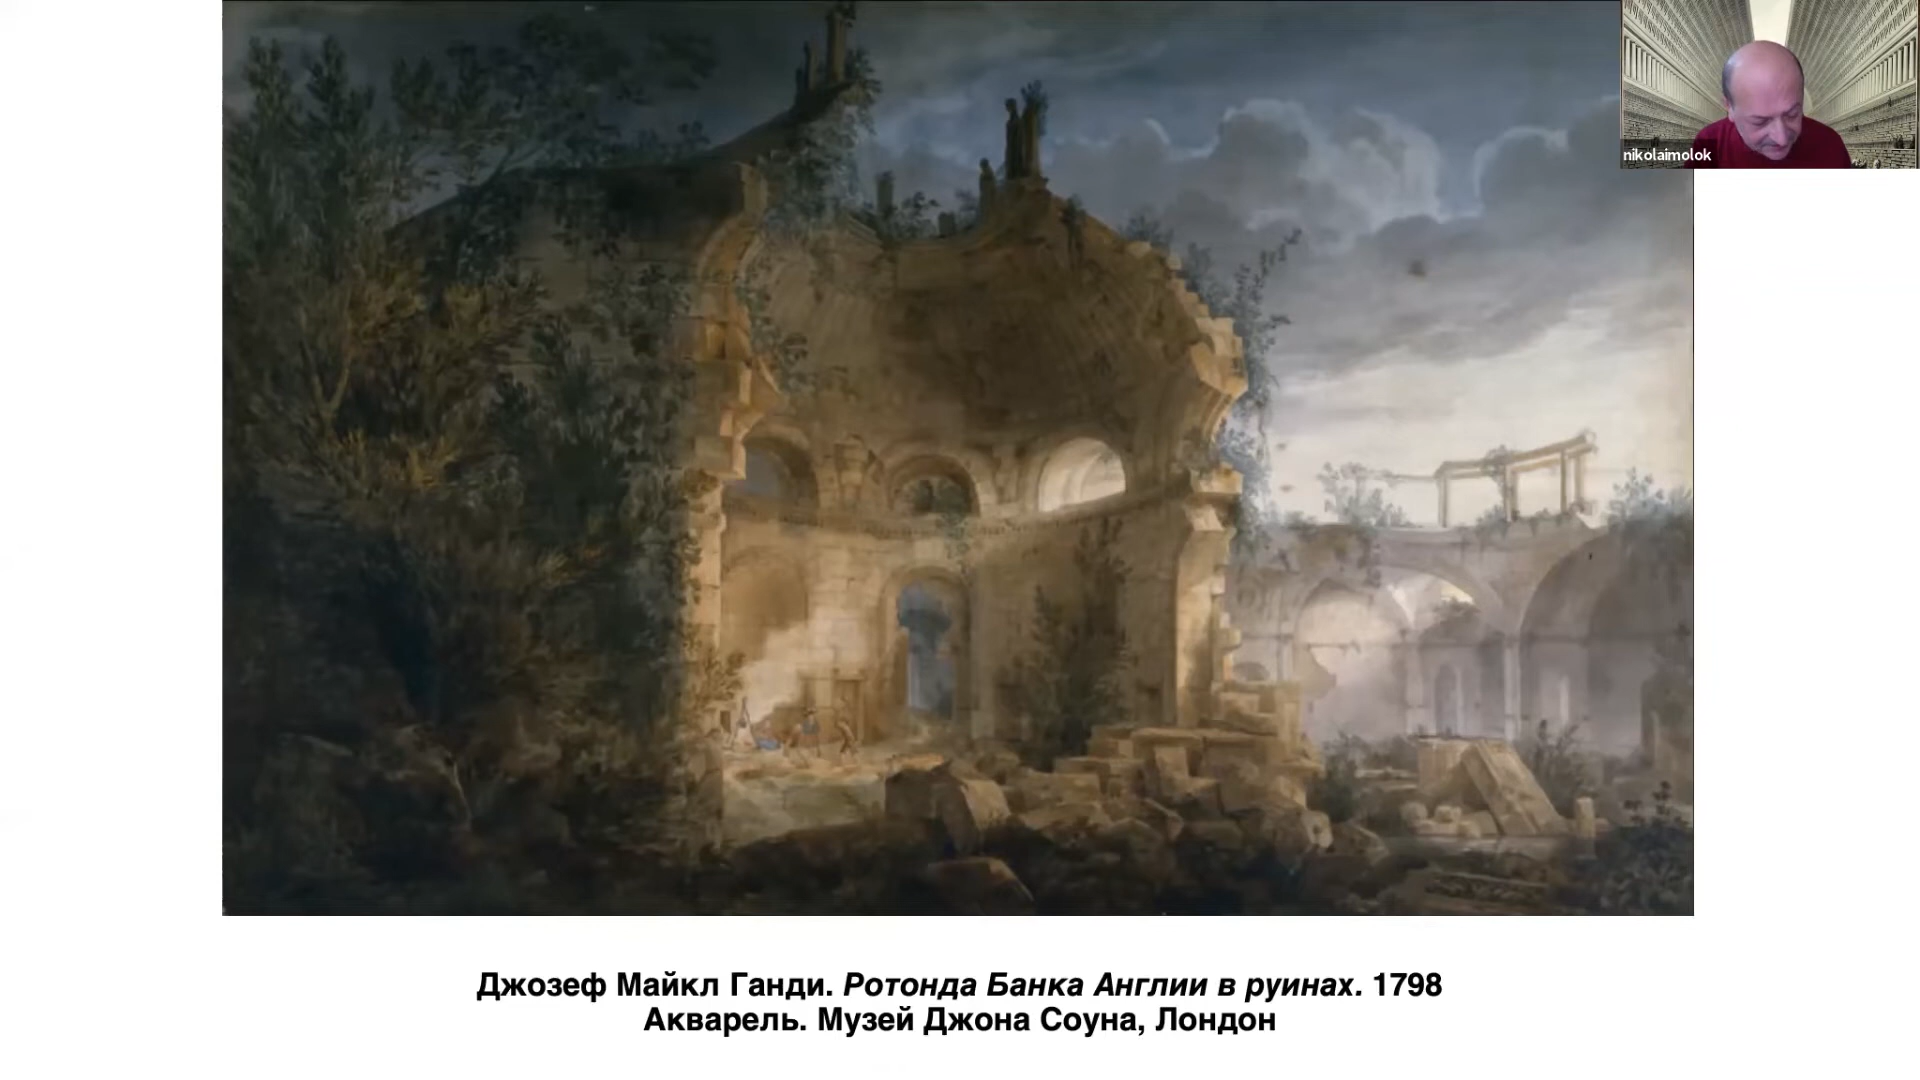 nikolaimolok
Джозеф Майкл Ганди. Ротонда Банка Англии в руинах. 1798
Акварель. Музей Джона Соуна, Лондон